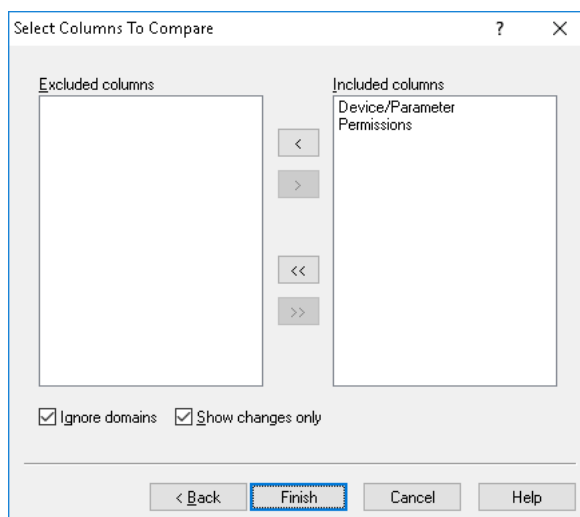 Select Columns To Compare ?
Excluded columns
Included columns
Device/Parameter
Permissions
<
>
<<
>>
Ignore domains Show changes only
< Back Finish Cancel Help